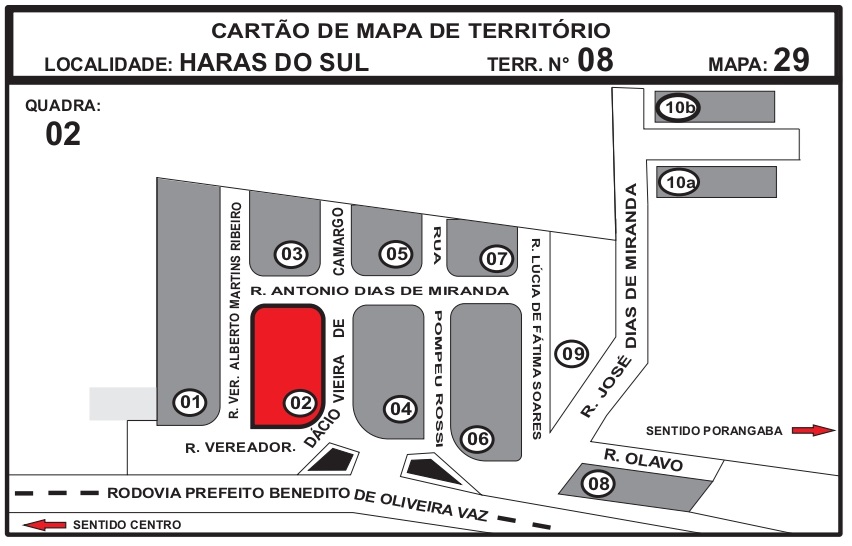 CARTÃO DE MAPA DE TERRITÓRIO
LOCALIDADE: HARAS DO SUL TERR. N° 08 MAPA: 29
QUADRA:
02
10b
10a
R. VER. ALBERTO MARTINS RIBEIRO
03
CAMARGO
05
RUA
07
R. LÚCIA DE FÁTIMA SOARES
R. JOSÉ DIAS DE MIRANDA
R. ANTONIO DIAS DE MIRANDA
01
02
DÁCIO VIEIRA DE
04
POMPEU ROSSI
06
09
R. VEREADOR.
SENTIDO PORANGABA
R. OLAVO
08
RODOVIA PREFEITO BENEDITO DE OLIVEIRA VAZ
SENTIDO CENTRO